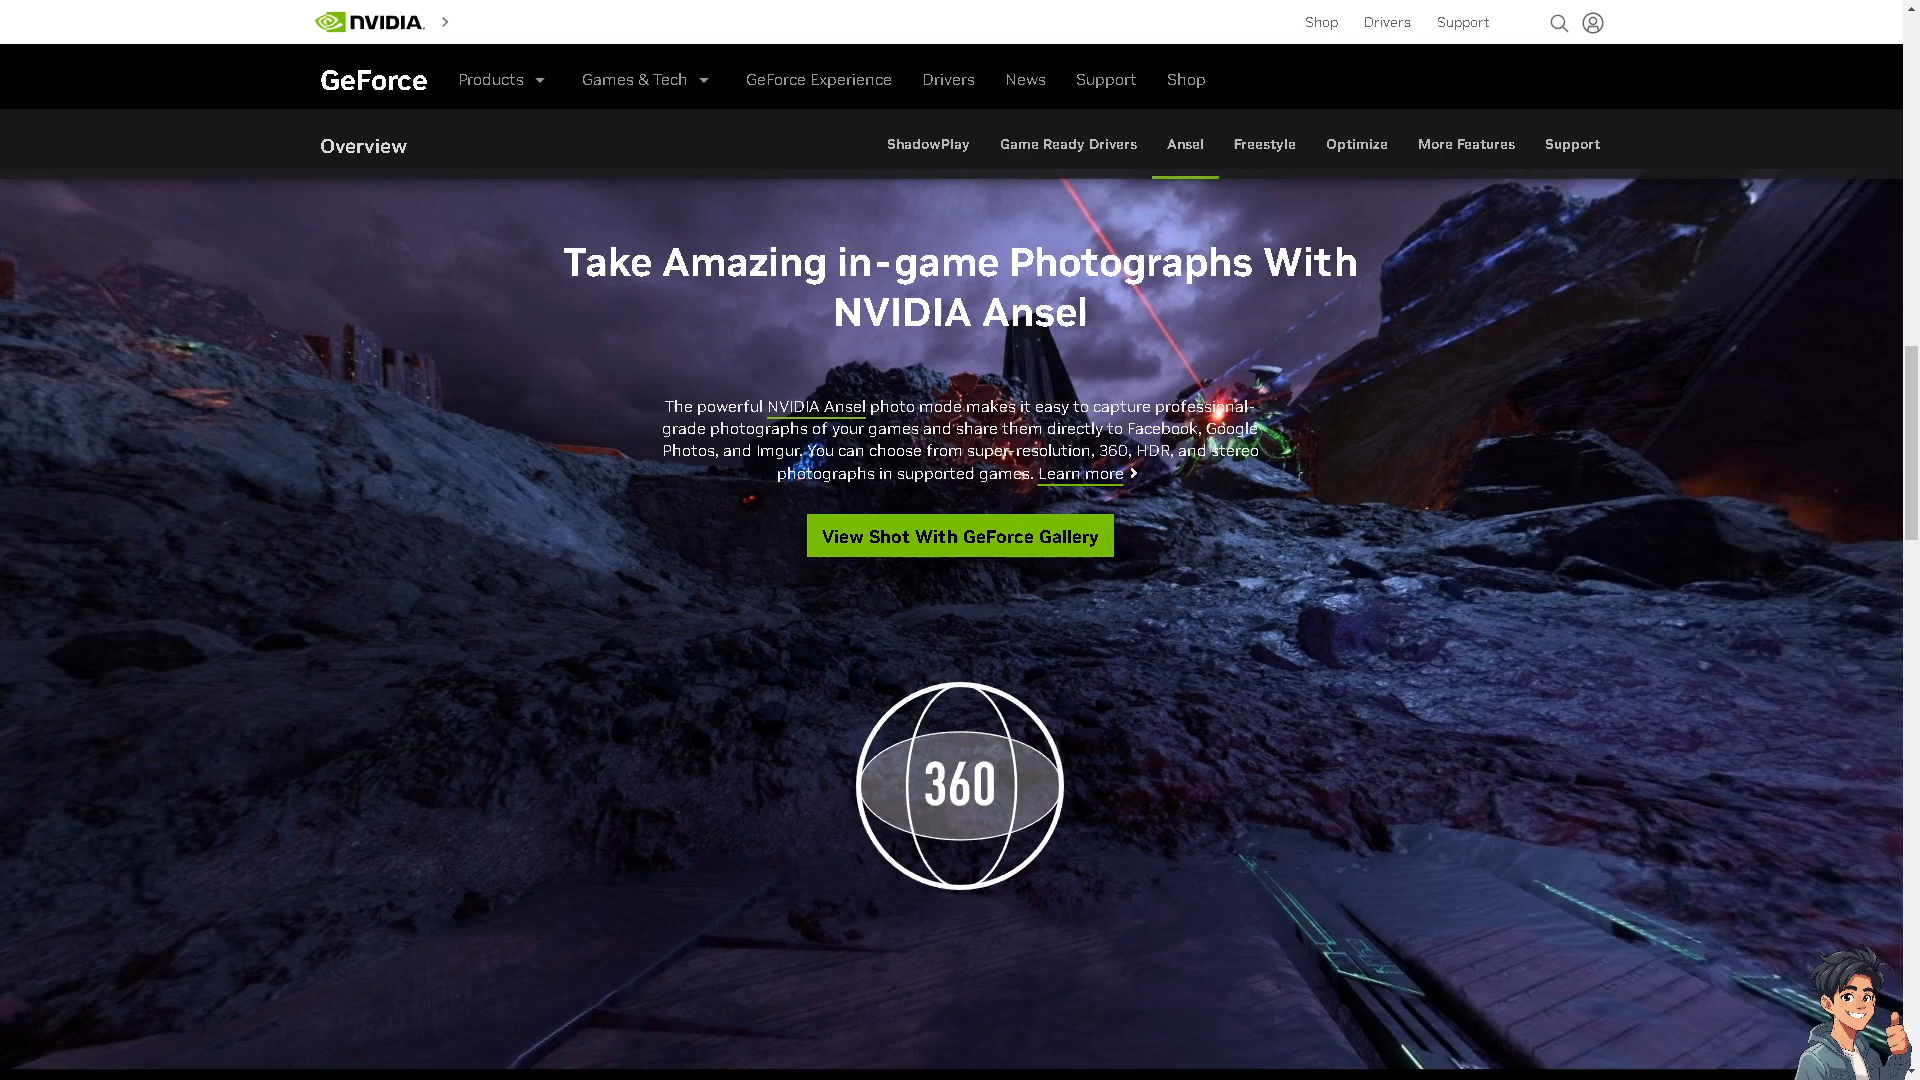 NVIDIA.
Shop Drivers Support
GeForce Products Games & Tech GeForce Experience Drivers News Support Shop
Overview ShadowPlay Game Ready Drivers Ansel Freestyle Optimize More Features Support
Take Amazing in-game Photographs With
NVIDIA Ansel
The powerful NVIDIA Ansel photo mode makes it easy to capture professional-
grade photographs of your games and share them directly to Facebook, Google
Photos, and Imgur. You can choose from super-resolution, 360, HDR, and stereo
photographs in supported games. Learn more
View Shot With GeForce Gallery
360